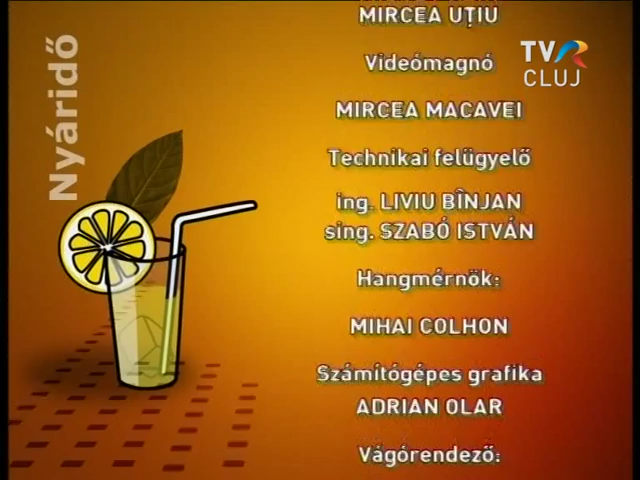 Nyáridő
MIRCEA UȚIU
TVR
CLUJ
Videómagnó
MIRCEA MACAVEI
Technikai felügyelő
ing. LIVIU BÎNJAN
sing. SZABÓ ISTVÁN
Hangmérnök:
MIHAI COLHON
Számítógépes grafika
ADRIAN OLAR
Vágórendező: